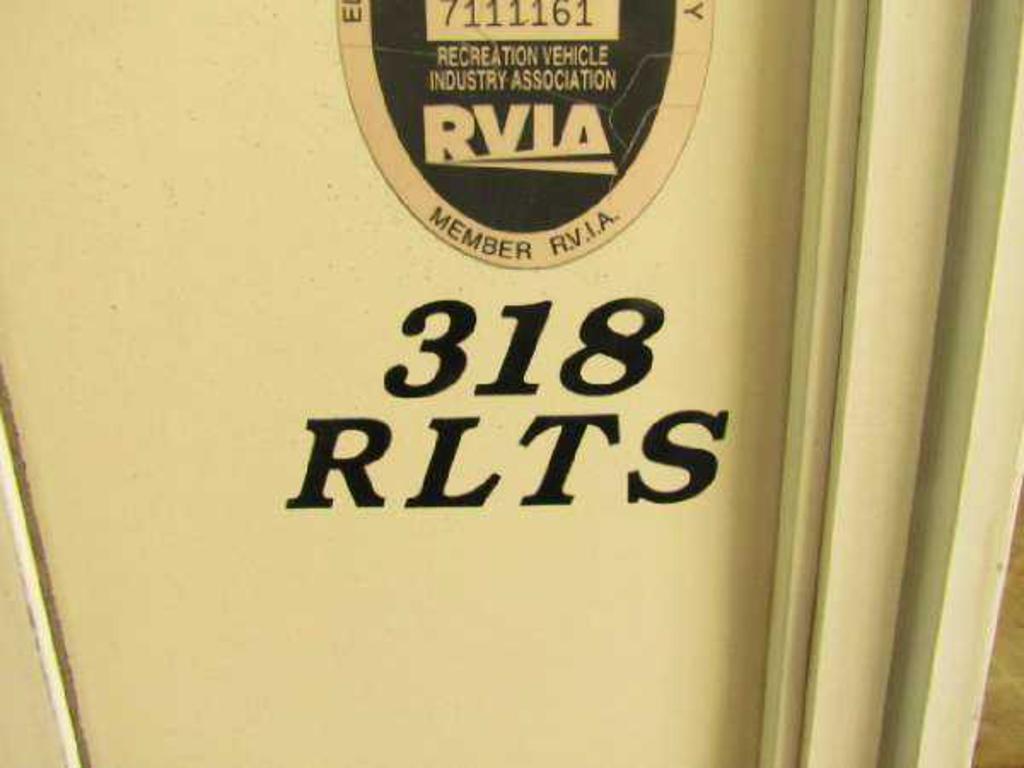 7111161
RECREATION VEHICLE
INDUSTRY ASSOCIATION
RVIA
MEMBER R.V.I.A.
318
RLTS